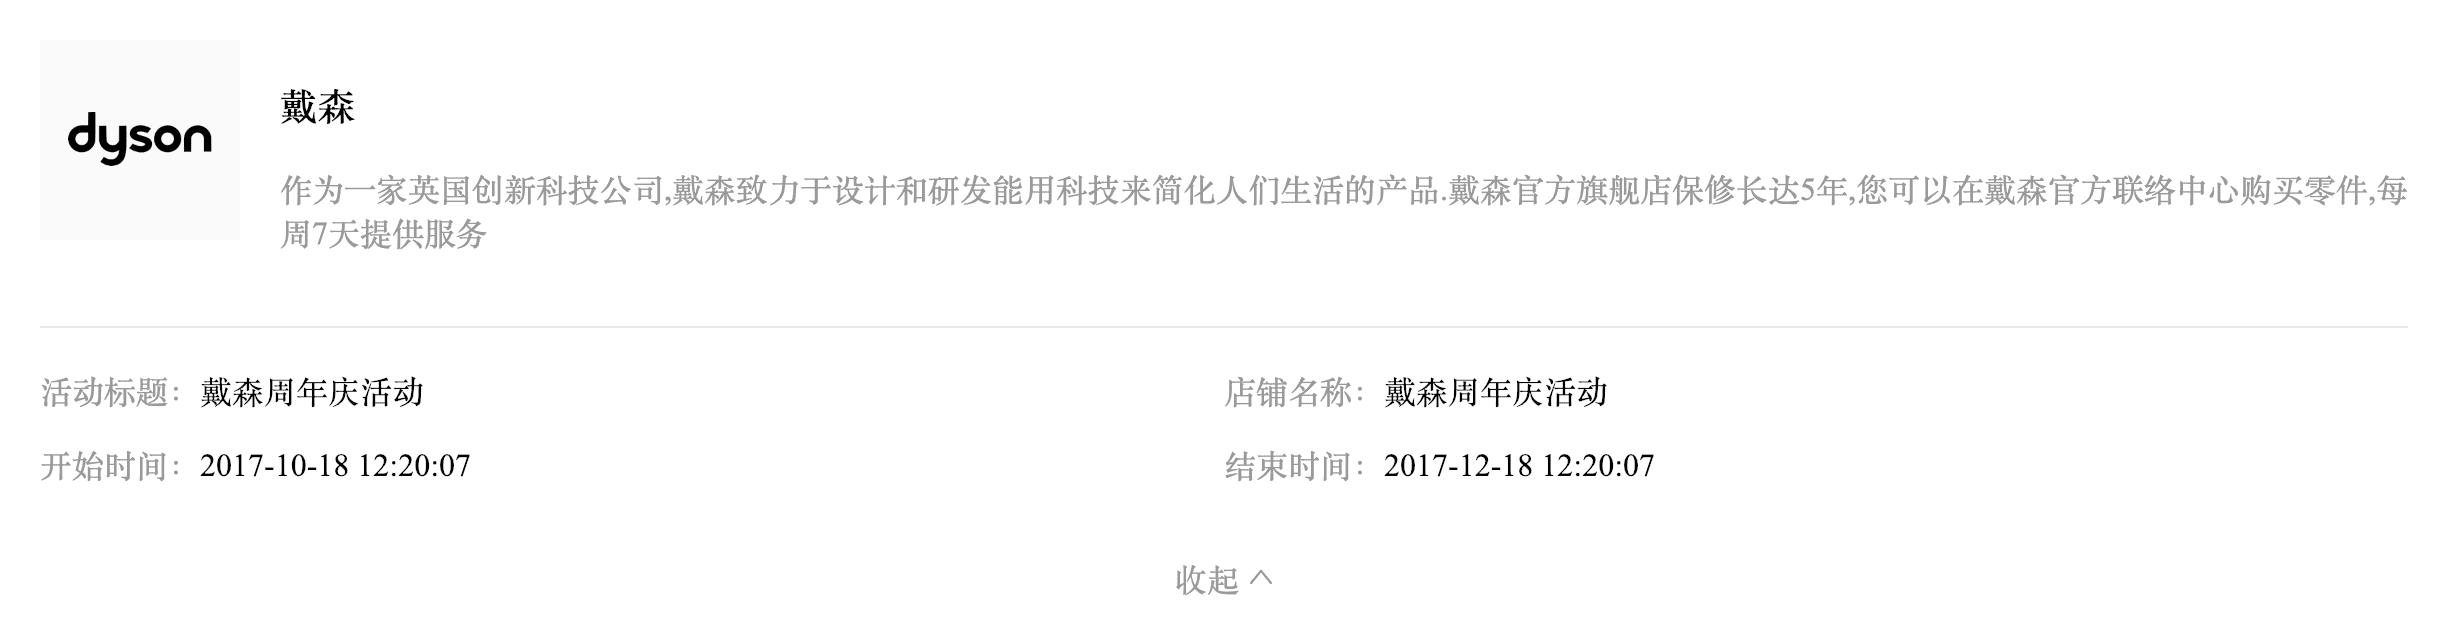 dyson
戴森
作为一家英国创新科技公司,戴森致力于设计和研发能用科技来简化人们生活的产品.戴森官方旗舰店保修长达5年,您可以在戴森官方联络中心购买零件,每
周7天提供服务
活动标题： 戴森周年庆活动
店铺名称： 戴森周年庆活动
开始时间： 2017-10-18 12:20:07
结束时间： 2017-12-18 12:20:07
收起